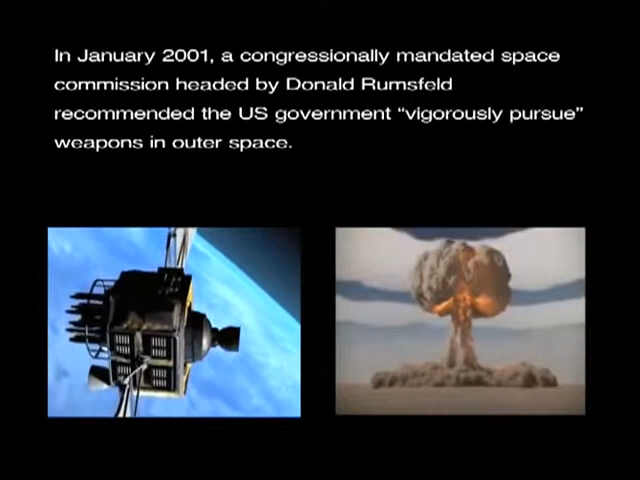 In January 2001, a congressionally mandated space
commission headed by Donald Rumsfeld
recommended the US government “vigorously pursue”
weapons in outer space.